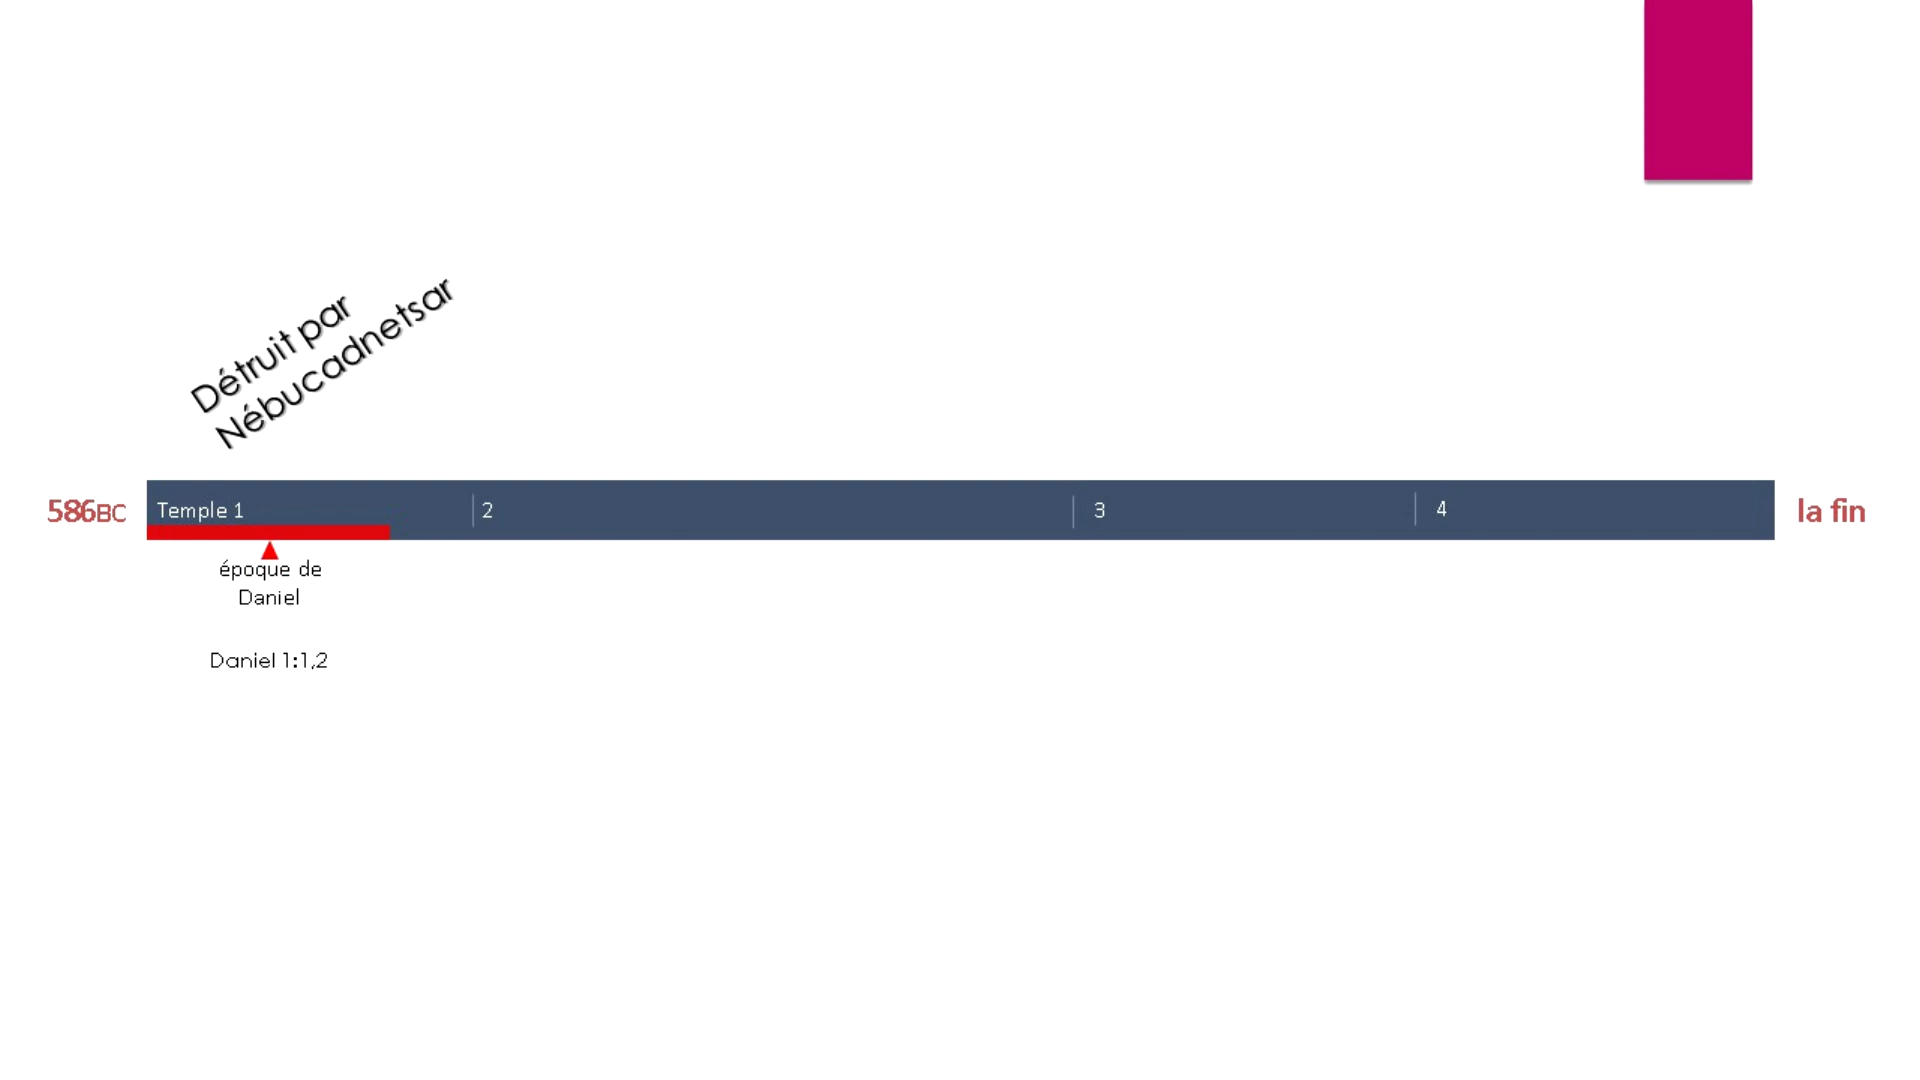 Détruit par
Nébucadnetsar
586BC
Temple 1
2
3
4
la fin
époque de
Daniel
Daniel 1:1,2